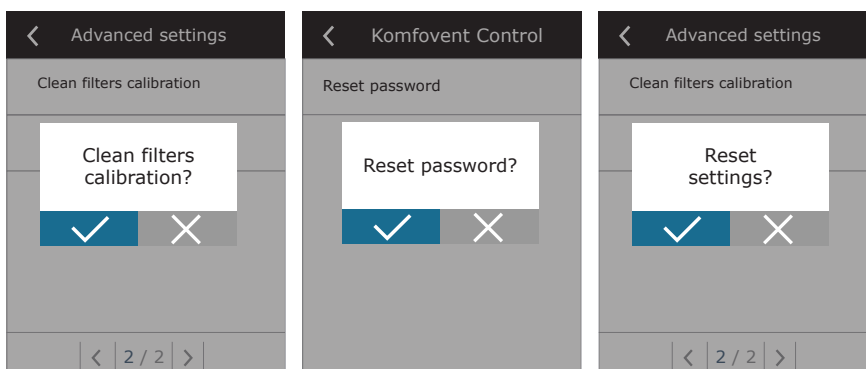 Advanced settings
Clean filters calibration
Clean filters
calibration?
2 / 2
Komfovent Control
Reset password
Reset password?
Advanced settings
Clean filters calibration
Reset
settings?
2 / 2